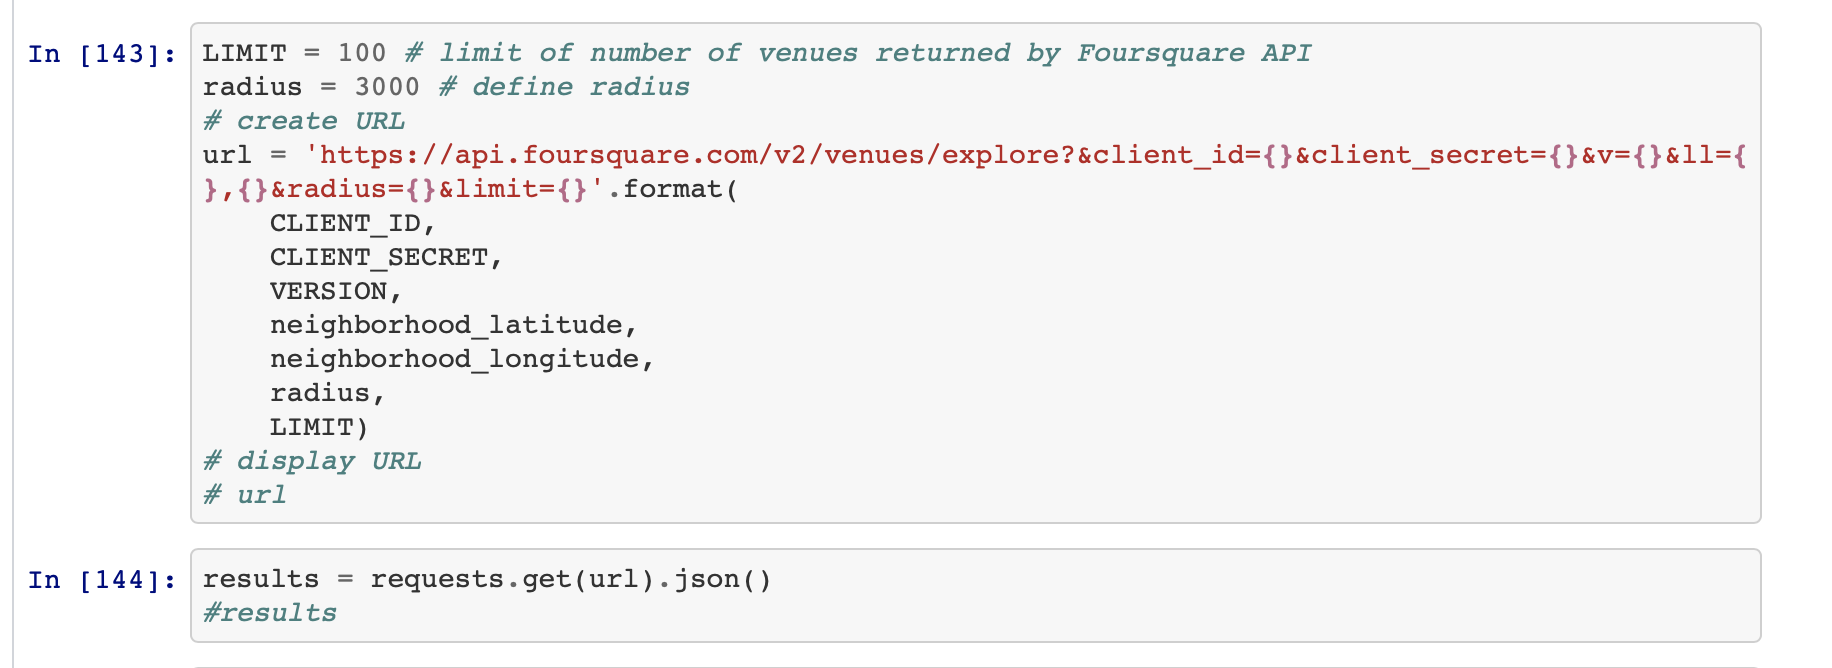 In [143]:
LIMIT = 100 # limit of number of venues returned by Foursquare API
radius = 3000 # define radius
# create URL
url = 'https://api.foursquare.com/v2/venues/explore?&client_id={}&client_secret={}&v={}&ll={
},{}&radius={}&limit={}'.format(
    CLIENT_ID,
    CLIENT_SECRET,
    VERSION,
    neighborhood_latitude,
    neighborhood_longitude,
    radius,
    LIMIT)
# display URL
# url
In [144]:
results = requests.get(url).json()
#results